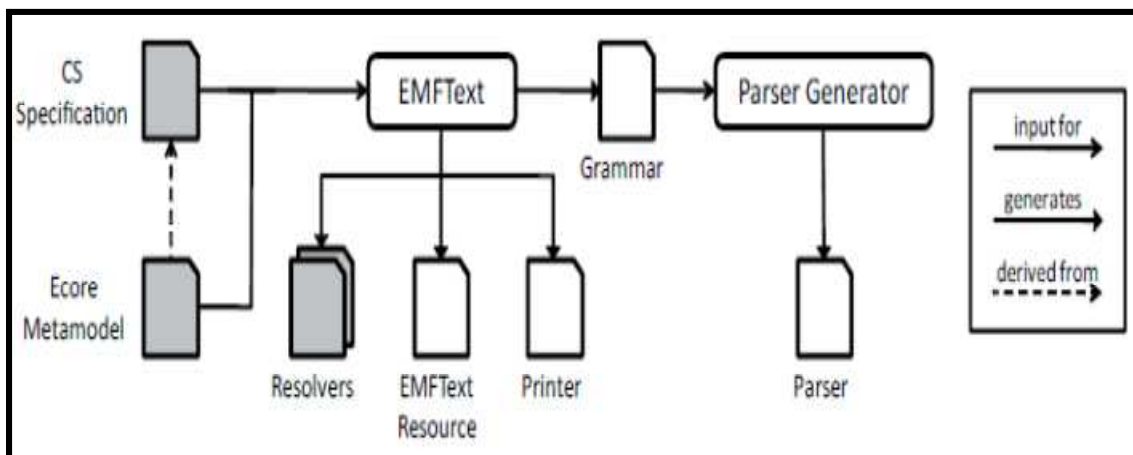 CS
Specification
EMFText
Parser Generator
Grammar
input for
generates
derived from
Ecore
Metamodel
Resolvers
EMFText
Resource
Printer
Parser